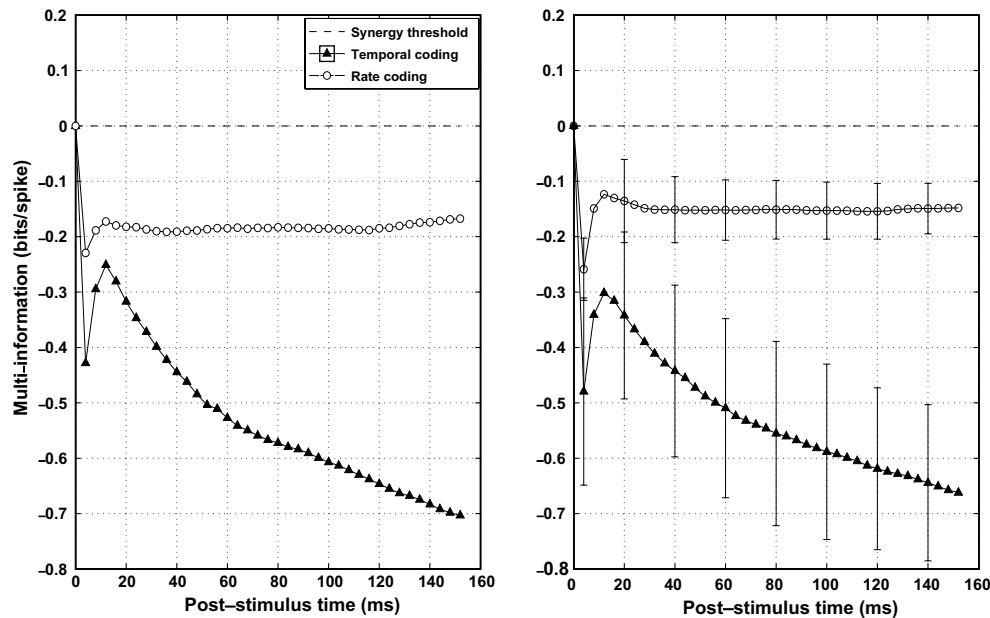 0.2
0.1
0
–0.1
–0.2
–0.3
–0.4
–0.5
–0.6
–0.7
–0.8
Multi–information (bits/spike)
Synergy threshold
Temporal coding
Rate coding
0 20 40 60 80 100 120 140 160
Post–stimulus time (ms)
0.2
0.1
0
–0.1
–0.2
–0.3
–0.4
–0.5
–0.6
–0.7
–0.8
0 20 40 60 80 100 120 140 160
Post–stimulus time (ms)